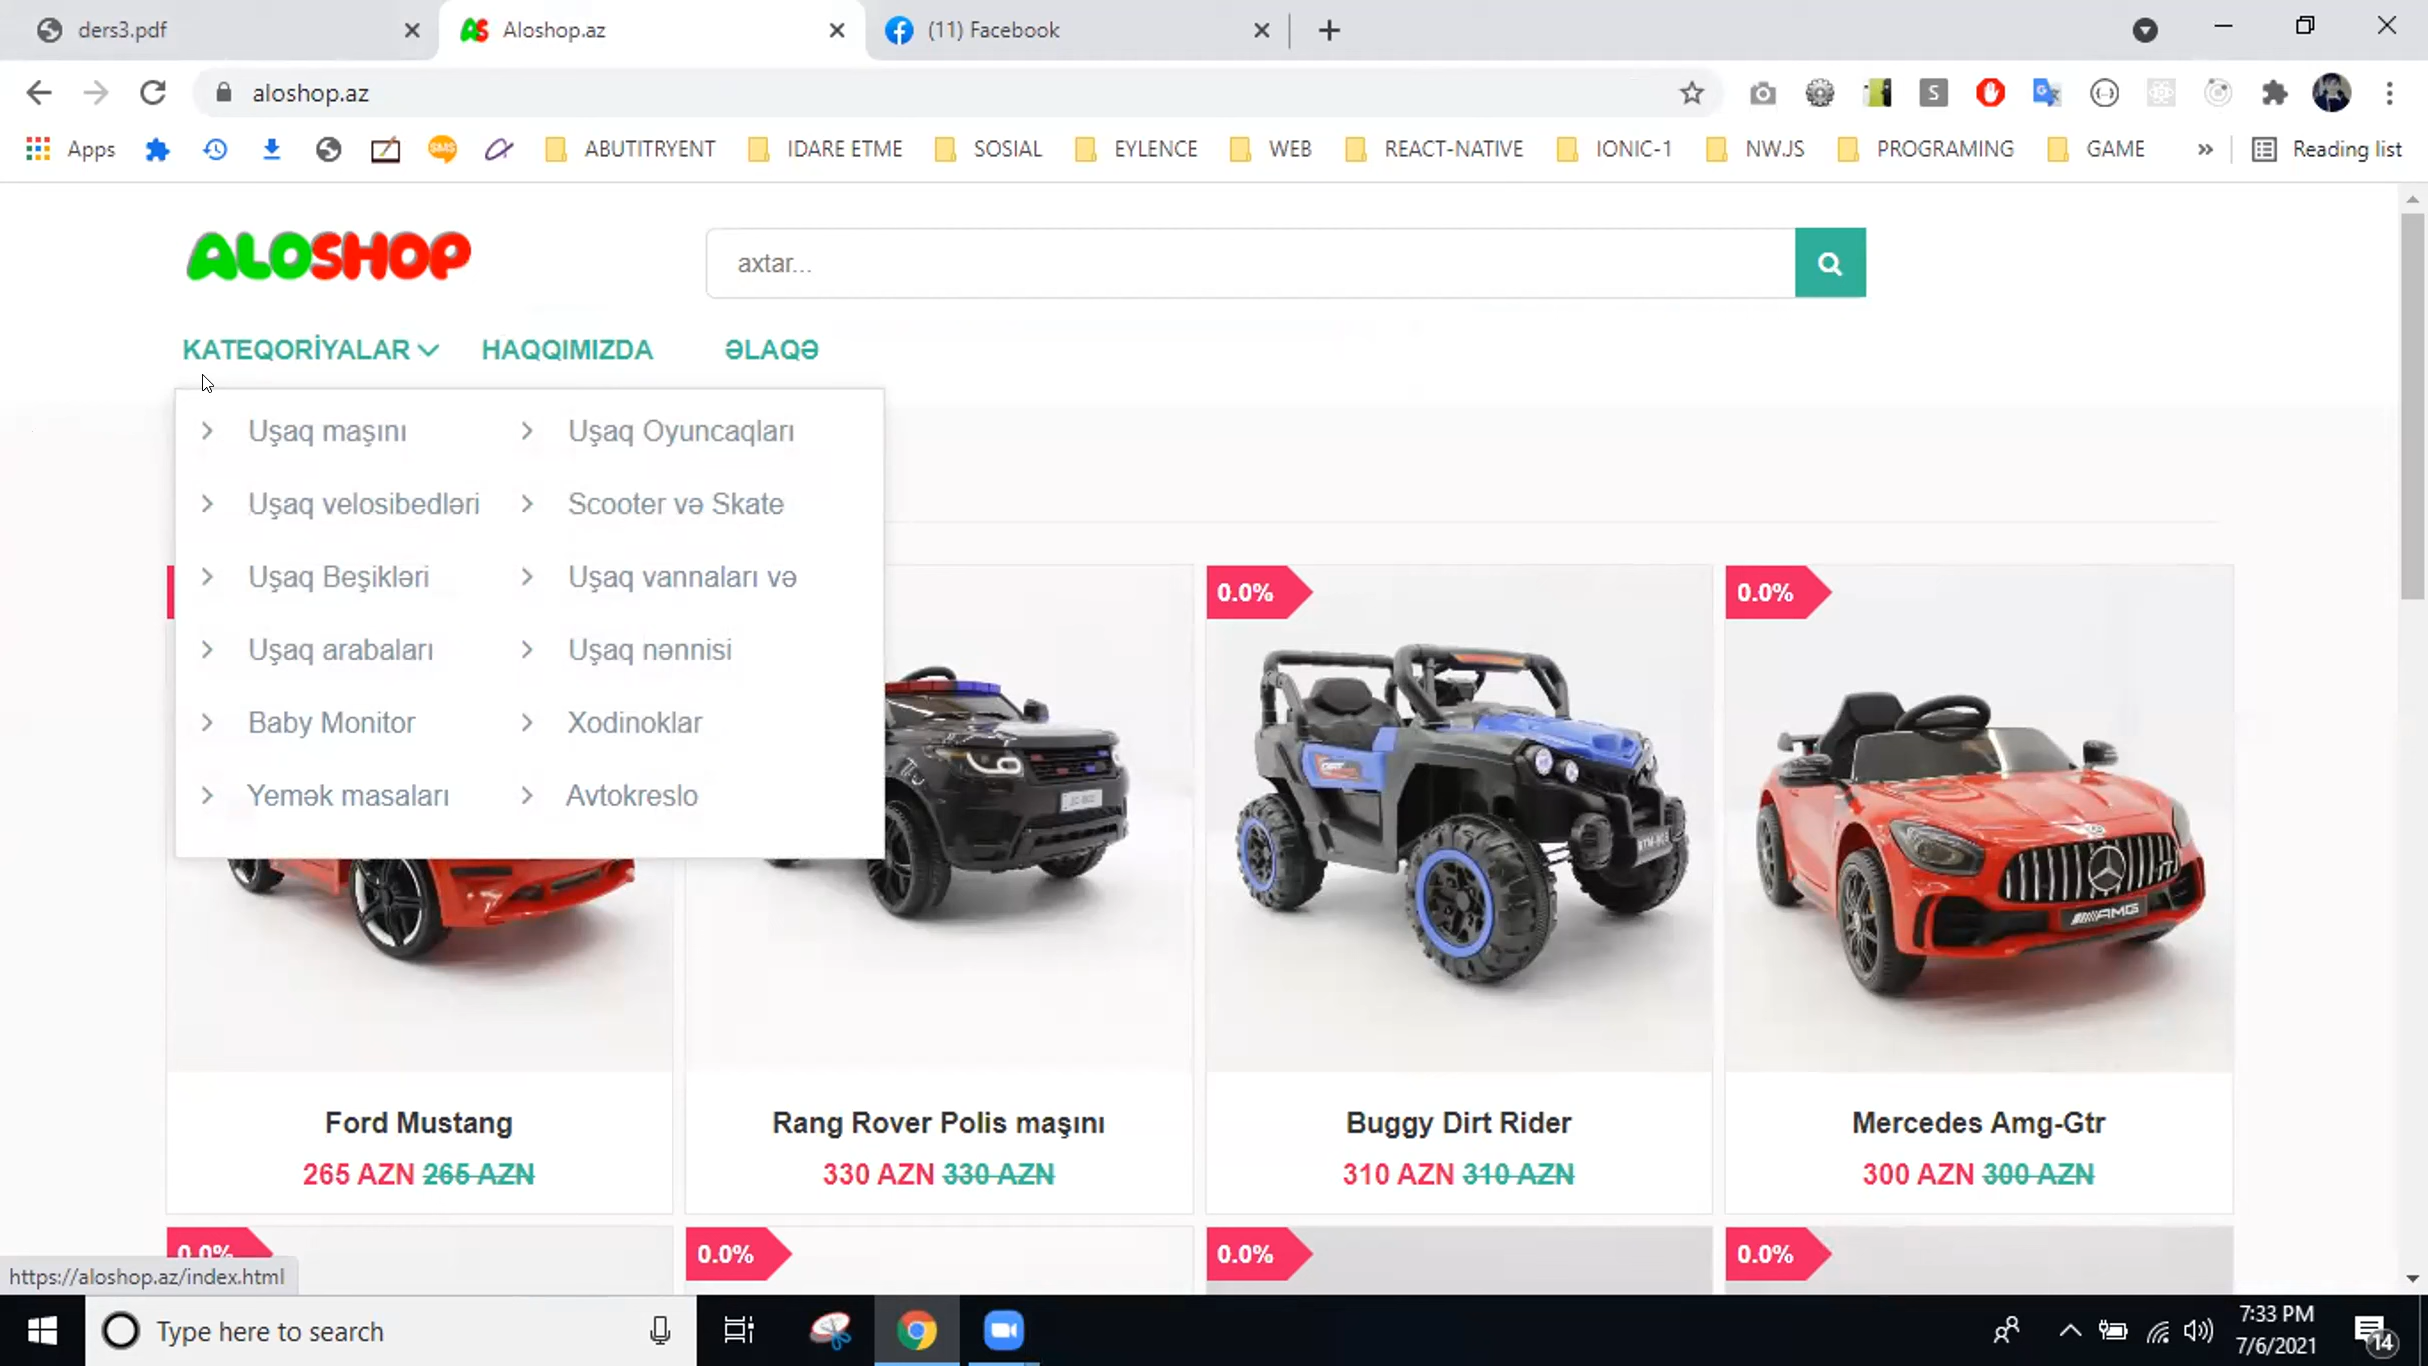 ders3.pdf
Aloshop.az
(11) Facebook
aloshop.az
Apps
SMS
ABUTITRYENT
IDARE ETME
SOSIAL
EYLENCE
WEB
REACT-NATIVE
IONIC-1
NW.JS
PROGRAMING
GAME
Reading list
ALOSHOP
axtar...
KATEQORİYALAR
HAQQIMIZDA
ƏLAQƏ
Uşaq maşını
Uşaq Oyuncaqları
Uşaq velosibedləri
Scooter və Skate
Uşaq Beşikləri
Uşaq vannaları və
Uşaq arabaları
Uşaq nənnisi
Baby Monitor
Xodinoklar
Yemək masaları
Avtokreslo
0.0%
0.0%
AMG
Ford Mustang
265 AZN 265 AZN
Rang Rover Polis maşını
330 AZN 330 AZN
Buggy Dirt Rider
310 AZN 310 AZN
Mercedes Amg-Gtr
300 AZN 300 AZN
0.0%
0.0%
0.0%
0.0%
https://aloshop.az/index.html
Type here to search
7:33 PM
7/6/2021
14